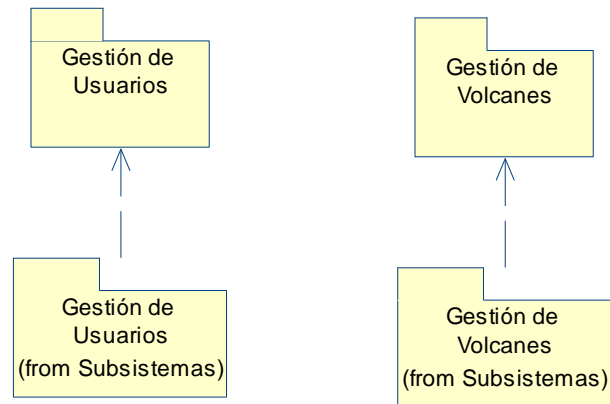 Gestión de
Usuarios
Gestión de
Volcanes
Gestión de
Usuarios
(from Subsistemas)
Gestión de
Volcanes
(from Subsistemas)